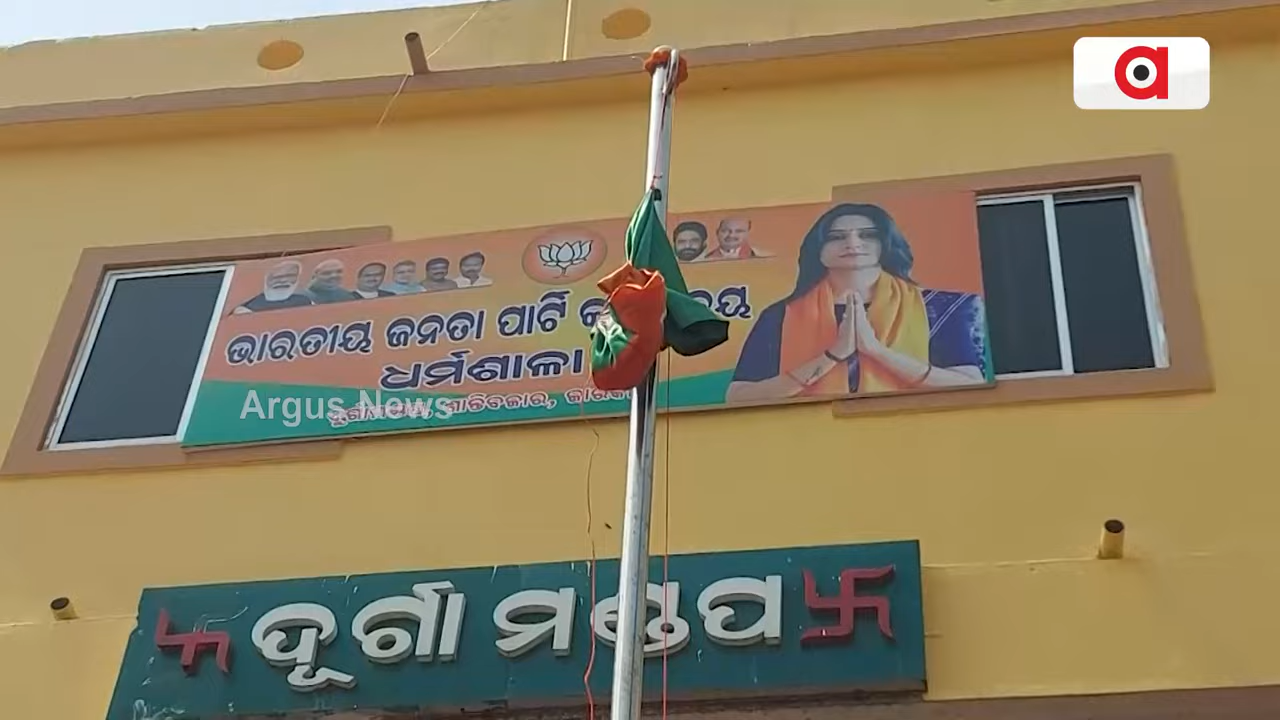 ଭାରତୀୟ ଜନତା ପାର୍ଟି
ଧର୍ମଶାଳା
Argus News
ଦୂର୍ଗା ମଣ୍ଡପ